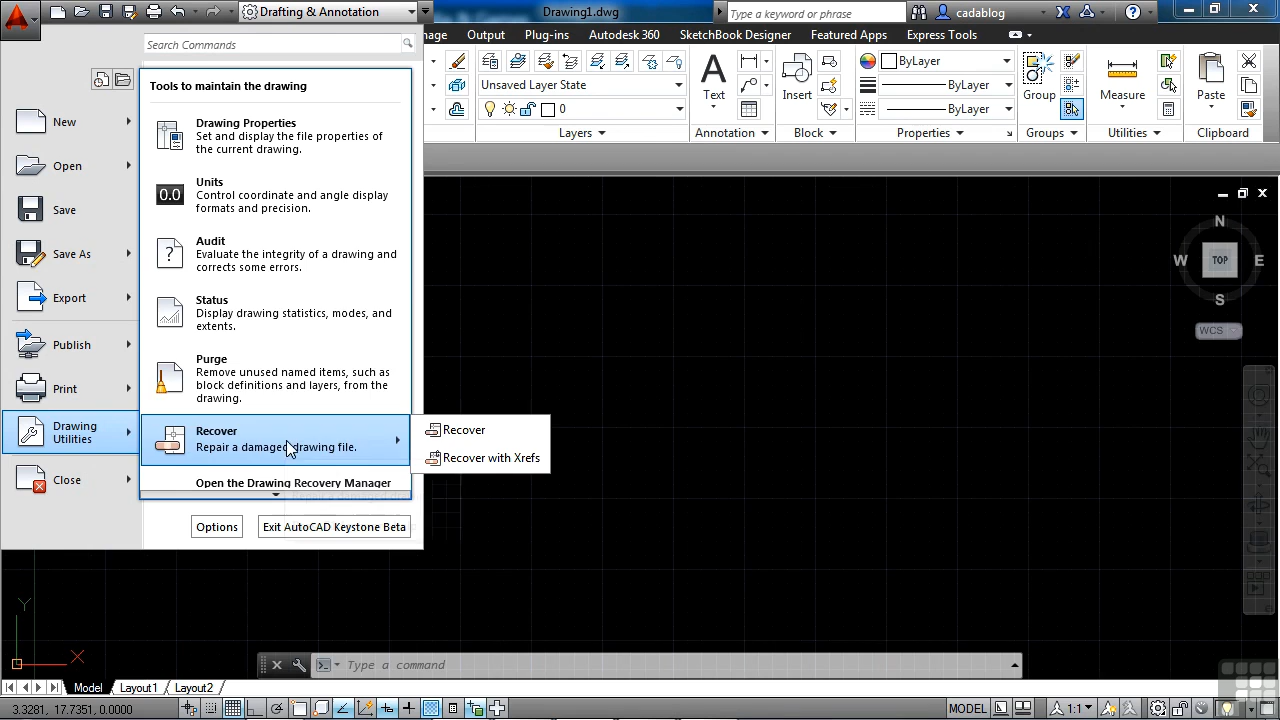 Drafting & Annotation
Drawing1.dwg
Type a keyword or phrase
cadablog
Search Commands
Output
Plug-ins
Autodesk 360
SketchBook Designer
Featured Apps
Express Tools
Unsaved Layer State
0
Layers
Text
Annotation
Insert
Block
ByLayer
ByLayer
ByLayer
Properties
Group
Groups
Measure
Utilities
Paste
Clipboard
New
Open
Save
Save As
Export
Publish
Print
Drawing
Utilities
Close
Tools to maintain the drawing
Drawing Properties
Set and display the file properties of
the current drawing.
0.0
Units
Control coordinate and angle display
formats and precision.
Audit
Evaluate the integrity of a drawing and
corrects some errors.
Status
Display drawing statistics, modes, and
extents.
Purge
Remove unused named items, such as
block definitions and layers, from the
drawing.
Recover
Repair a damaged drawing file.
Recover
Recover with Xrefs
Open the Drawing Recovery Manager
Options
Exit AutoCAD Keystone Beta
N
W
TOP
E
S
WCS
Y
X
Type a command
Model
Layout1
Layout2
3.3281, 17.7351, 0.0000
MODEL
1:1